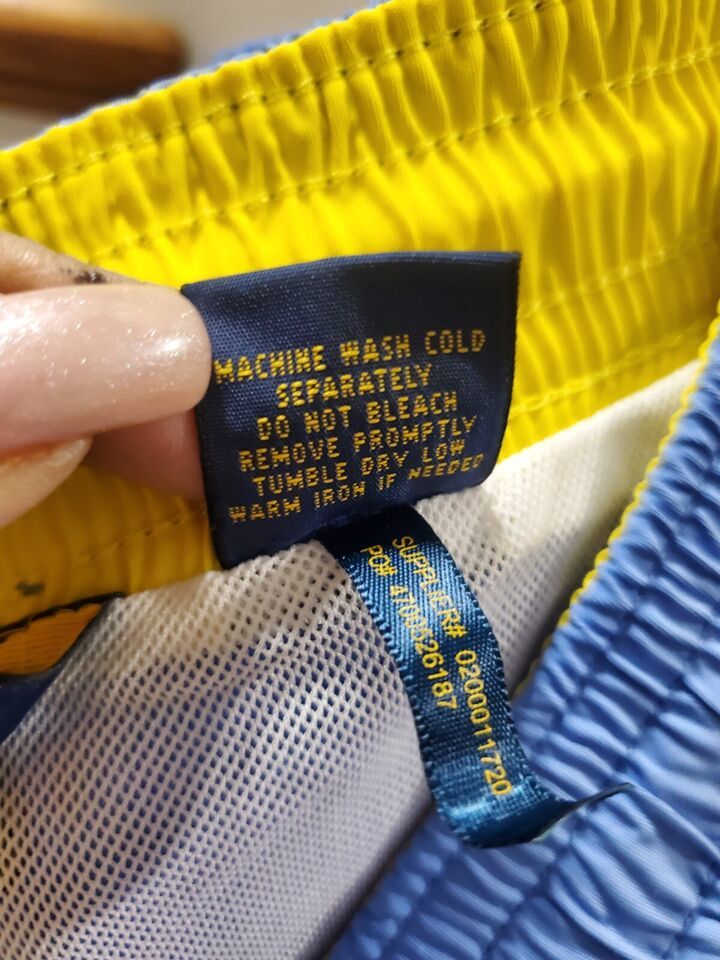 MACHINE WASH COLD
SEPARATELY
DO NOT BLEACH
REMOVE PROMPTLY
TUMBLE DRY LOW
WARM IRON IF NEEDED
SUPPLIER# 0200011720
PO# 4708526187